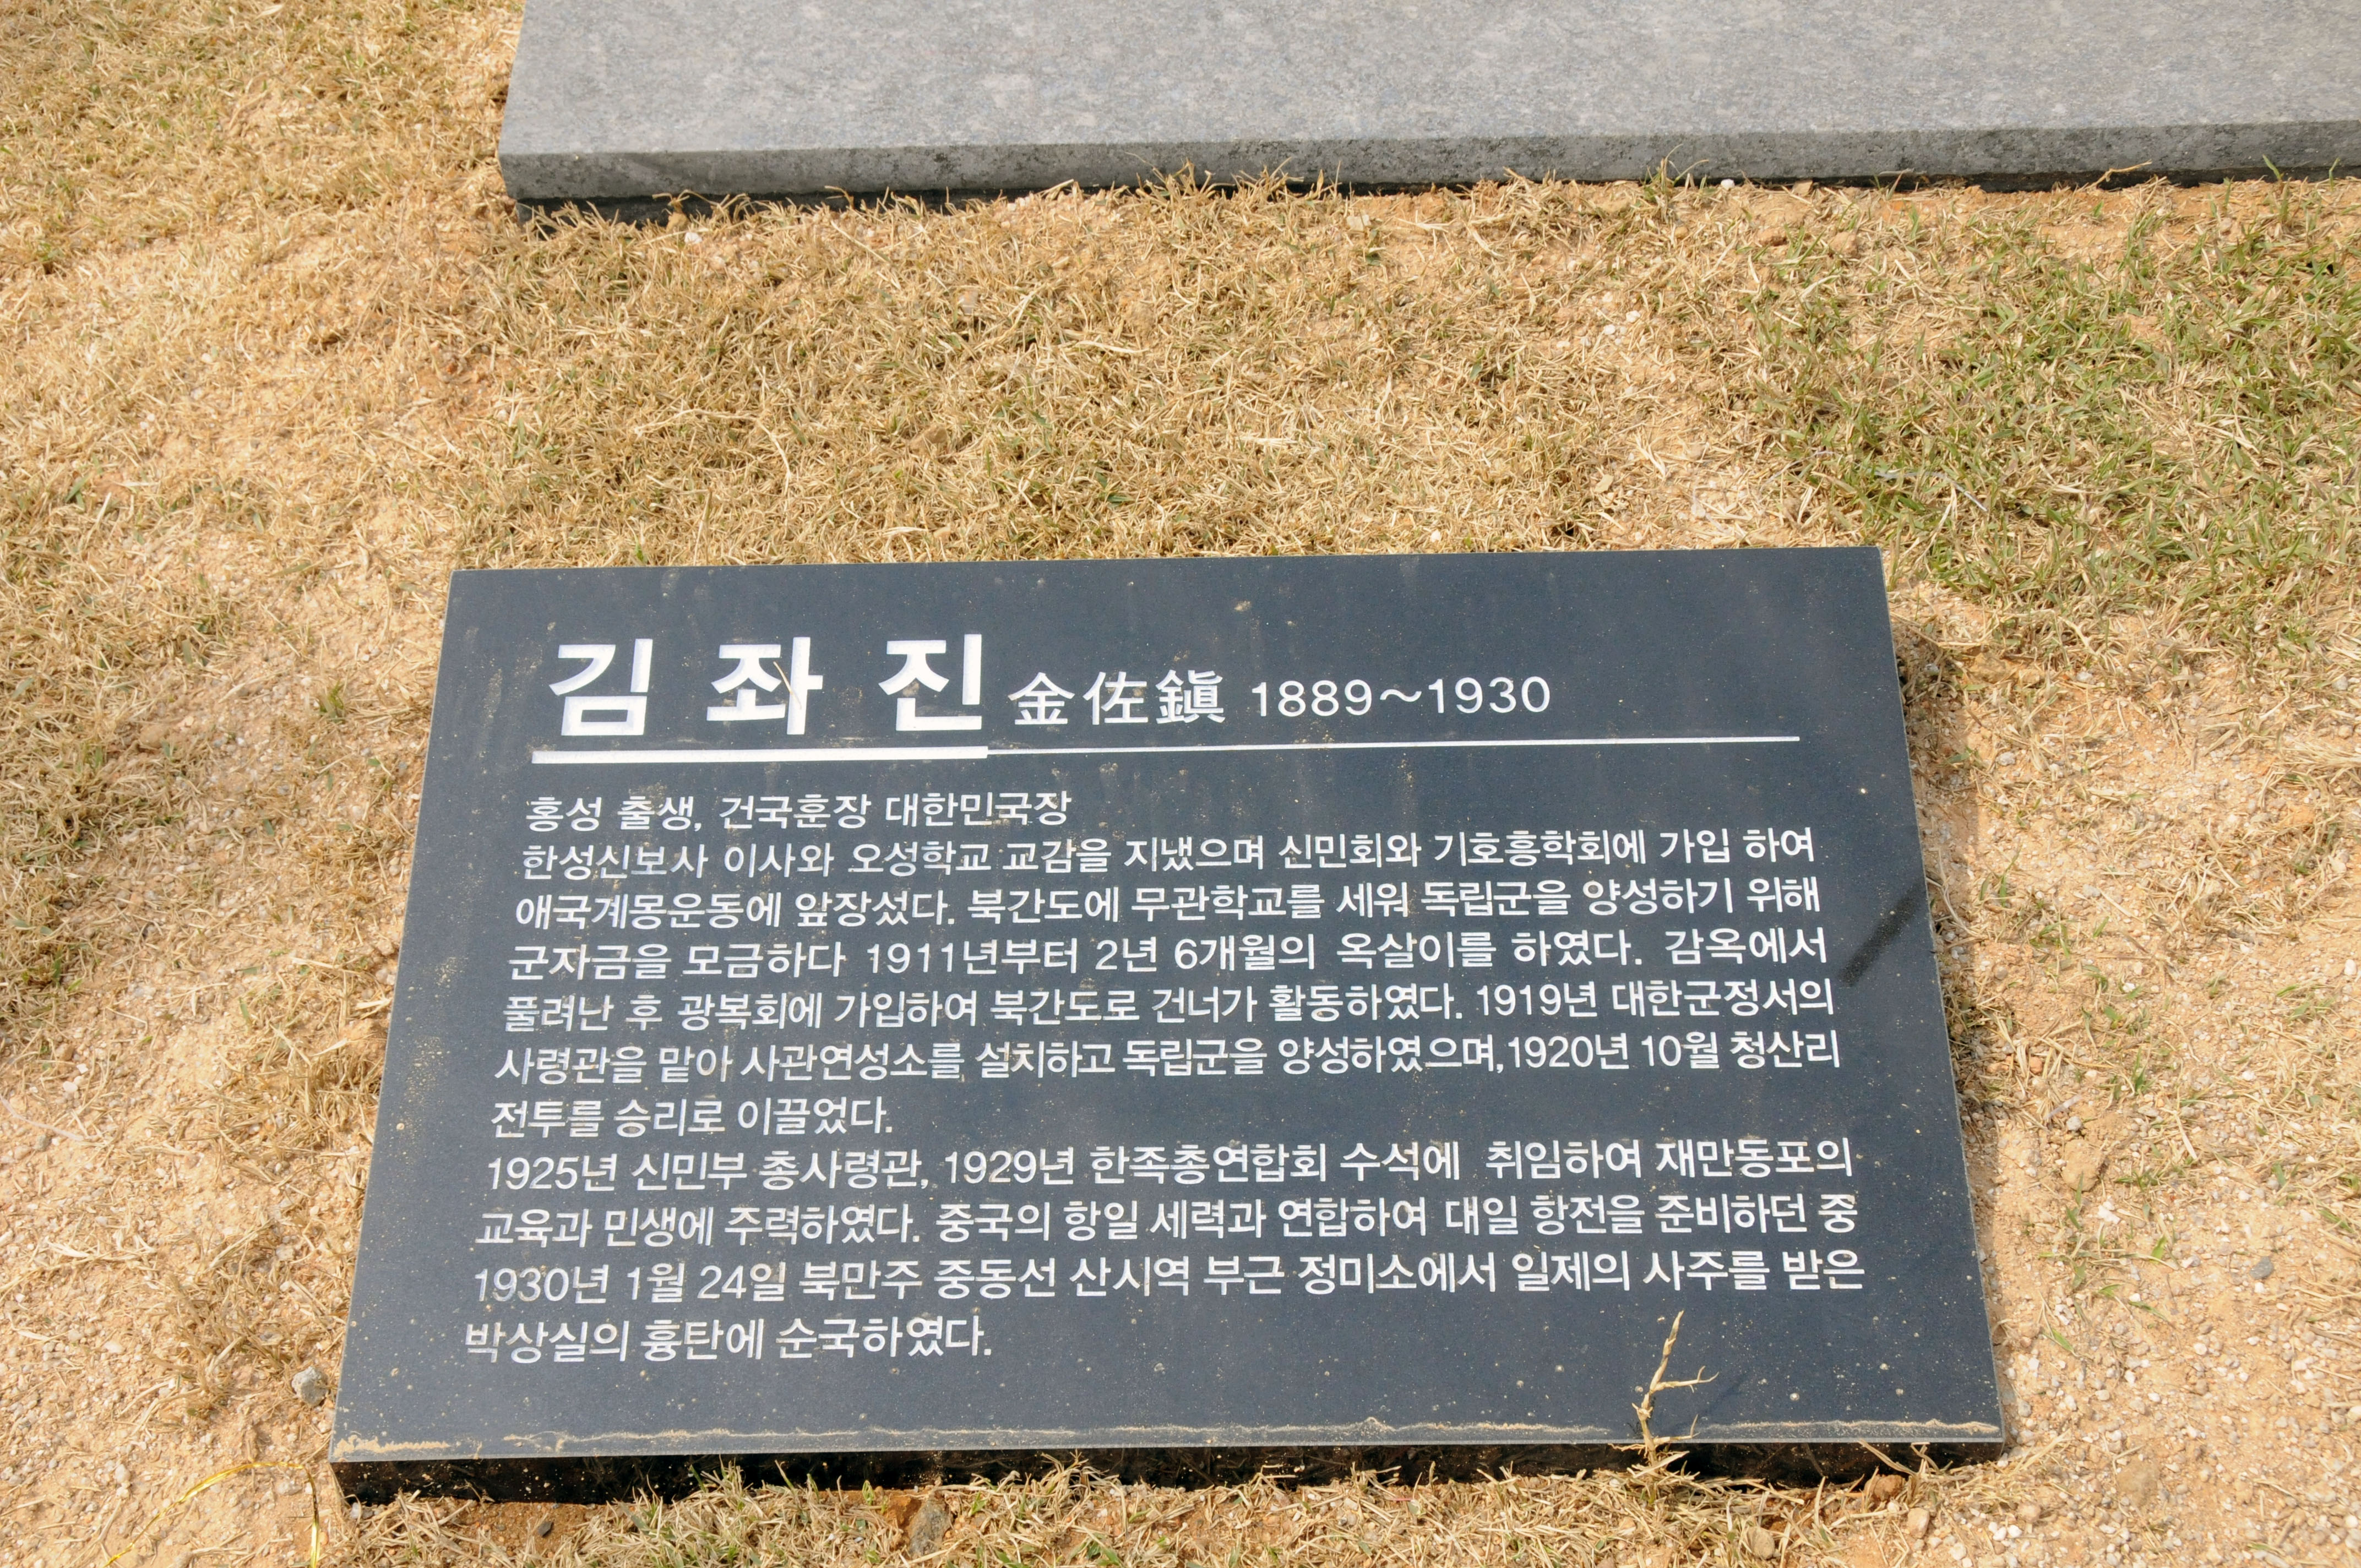 김 좌 진 金佐鎭 1889~1930
홍성 출생, 건국훈장 대한민국장
한성신보사 이사와 오성학교 교감을 지냈으며 신민회와 기호흥학회에 가입 하여
애국계몽운동에 앞장섰다. 북간도에 무관학교를 세워 독립군을 양성하기 위해
군자금을 모금하다 1911년부터 2년 6개월의 옥살이를 하였다. 감옥에서
풀려난 후 광복회에 가입하여 북간도로 건너가 활동하였다. 1919년 대한군정서의
사령관을 맡아 사관연성소를 설치하고 독립군을 양성하였으며,1920년 10월 청산리
전투를 승리로 이끌었다.
1925년 신민부 총사령관, 1929년 한족총연합회 수석에 취임하여 재만동포의
교육과 민생에 주력하였다. 중국의 항일 세력과 연합하여 대일 항전을 준비하던 중
1930년 1월 24일 북만주 중동선 산시역 부근 정미소에서 일제의 사주를 받은
박상실의 흉탄에 순국하였다.